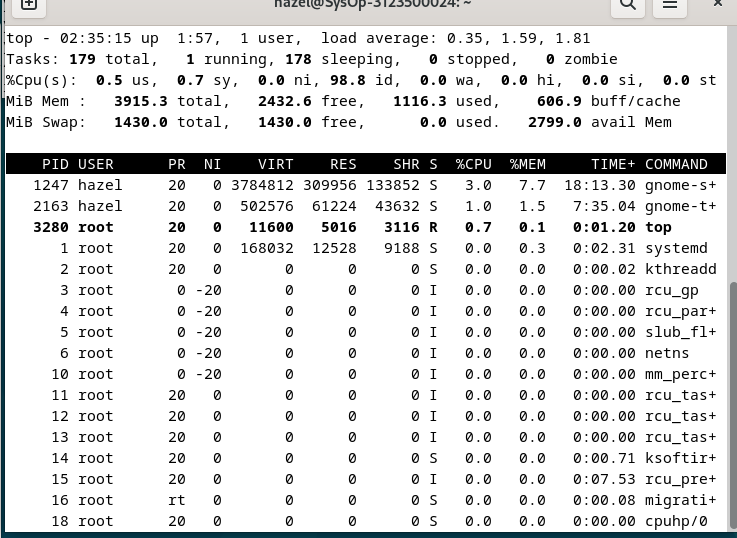 hazel@SysOp-3123500024: ~
top - 02:35:15 up  1:57,  1 user,  load average: 0.35, 1.59, 1.81
Tasks: 179 total,   1 running, 178 sleeping,   0 stopped,   0 zombie
%Cpu(s):  0.5 us,  0.7 sy,  0.0 ni, 98.8 id,  0.0 wa,  0.0 hi,  0.0 si,  0.0 st
MiB Mem :   3915.3 total,   2432.6 free,   1116.3 used,    606.9 buff/cache
MiB Swap:   1430.0 total,   1430.0 free,      0.0 used.   2799.0 avail Mem
PID USER      PR  NI    VIRT    RES    SHR S  %CPU  %MEM     TIME+ COMMAND
1247 hazel     20   0 3784812 309956 133852 S   3.0   7.7  18:13.30 gnome-s+
2163 hazel     20   0  502576  61224  43632 S   1.0   1.5   7:35.04 gnome-t+
3280 root      20   0   11600   5016   3116 R   0.7   0.1   0:01.20 top
1 root      20   0  168032  12528   9188 S   0.0   0.3   0:02.31 systemd
2 root      20   0       0      0      0 S   0.0   0.0   0:00.02 kthreadd
3 root       0 -20       0      0      0 I   0.0   0.0   0:00.00 rcu_gp
4 root       0 -20       0      0      0 I   0.0   0.0   0:00.00 rcu_par+
5 root       0 -20       0      0      0 I   0.0   0.0   0:00.00 slub_fl+
6 root       0 -20       0      0      0 I   0.0   0.0   0:00.00 netns
10 root       0 -20       0      0      0 I   0.0   0.0   0:00.00 mm_perc+
11 root      20   0       0      0      0 I   0.0   0.0   0:00.00 rcu_tas+
12 root      20   0       0      0      0 I   0.0   0.0   0:00.00 rcu_tas+
13 root      20   0       0      0      0 I   0.0   0.0   0:00.00 rcu_tas+
14 root      20   0       0      0      0 S   0.0   0.0   0:00.71 ksoftir+
15 root      20   0       0      0      0 I   0.0   0.0   0:07.53 rcu_pre+
16 root      rt   0       0      0      0 S   0.0   0.0   0:00.08 migrati+
18 root      20   0       0      0      0 S   0.0   0.0   0:00.00 cpuhp/0